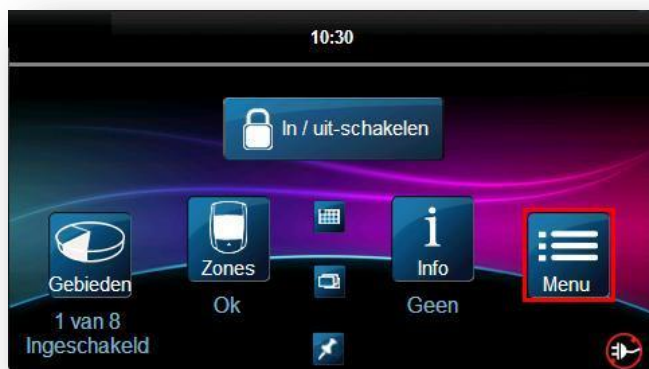 10:30
In / uit-schakelen
Gebieden
Zones
Info
Menu
1 van 8
Ingeschakeld
Ok
Geen